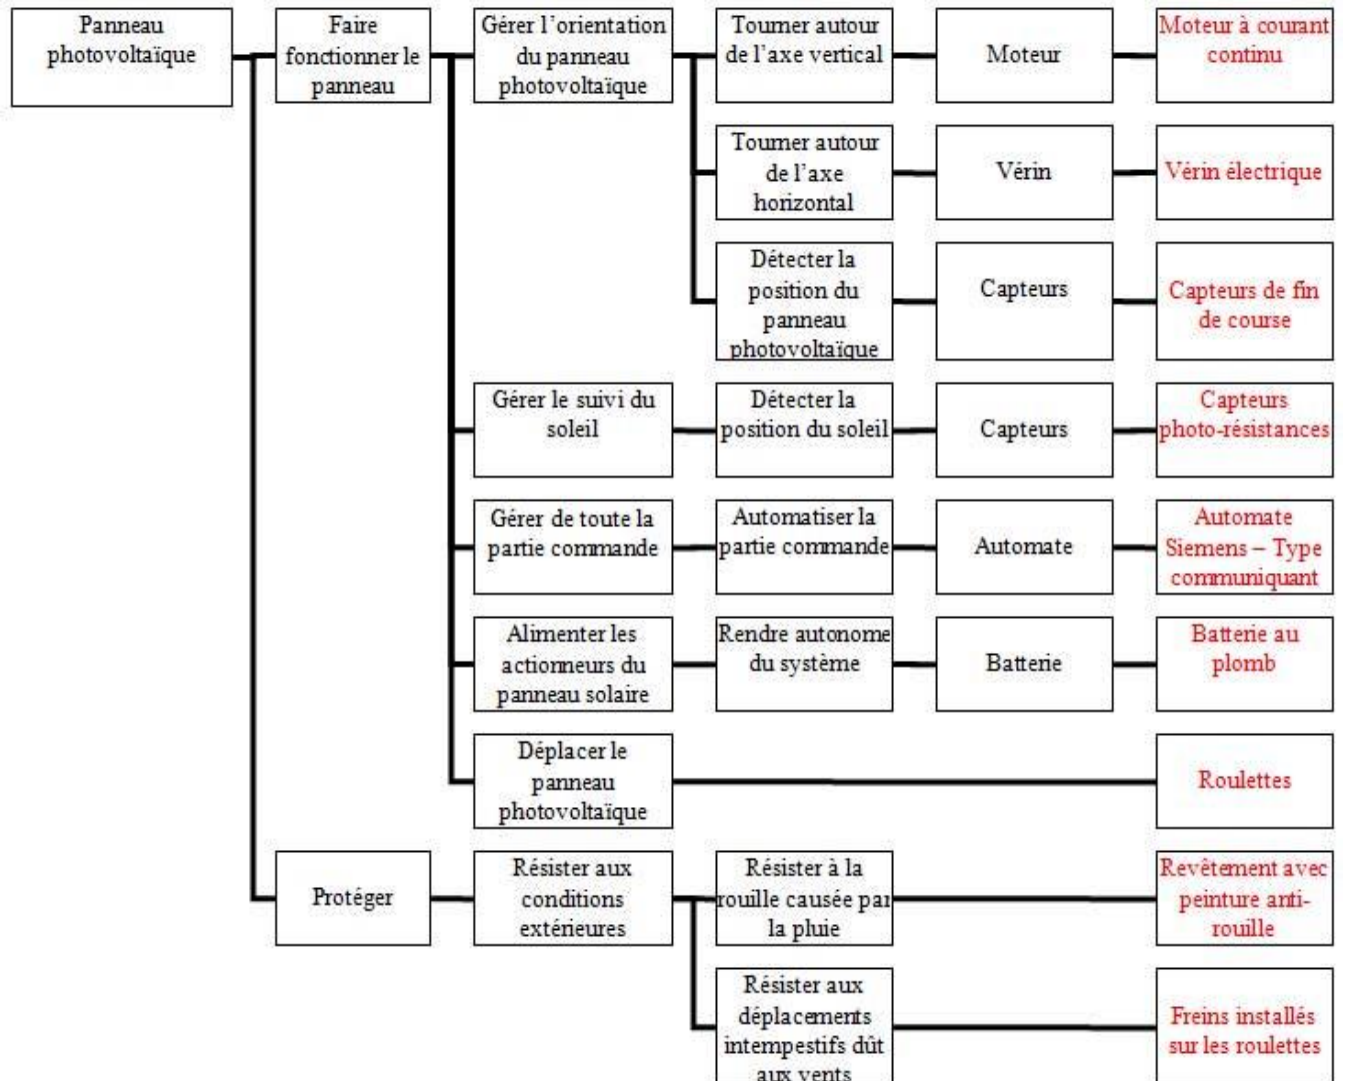 Panneau
photovoltaïque
Faire
fonctionner le
panneau
Gérer l’orientation
du panneau
photovoltaïque
Tourner autour
de l’axe vertical
Moteur
Moteur à courant
continu
Tourner autour
de l’axe
horizontal
Vérin
Vérin électrique
Détecter la
position du
panneau
photovoltaïque
Capteurs
Capteurs de fin
de course
Gérer le suivi du
soleil
Détecter la
position du soleil
Capteurs
Capteurs
photo-résistances
Gérer de toute la
partie commande
Automatiser la
partie commande
Automate
Automate
Siemens – Type
communiquant
Alimenter les
actionneurs du
panneau solaire
Rendre autonome
du système
Batterie
Batterie au
plomb
Déplacer le
panneau
photovoltaïque
Roulettes
Protéger
Résister aux
conditions
extérieures
Résister à la
rouille causée par
la pluie
Revêtement avec
peinture anti-
rouille
Résister aux
déplacements
intempestifs dût
aux vents
Freins installés
sur les roulettes